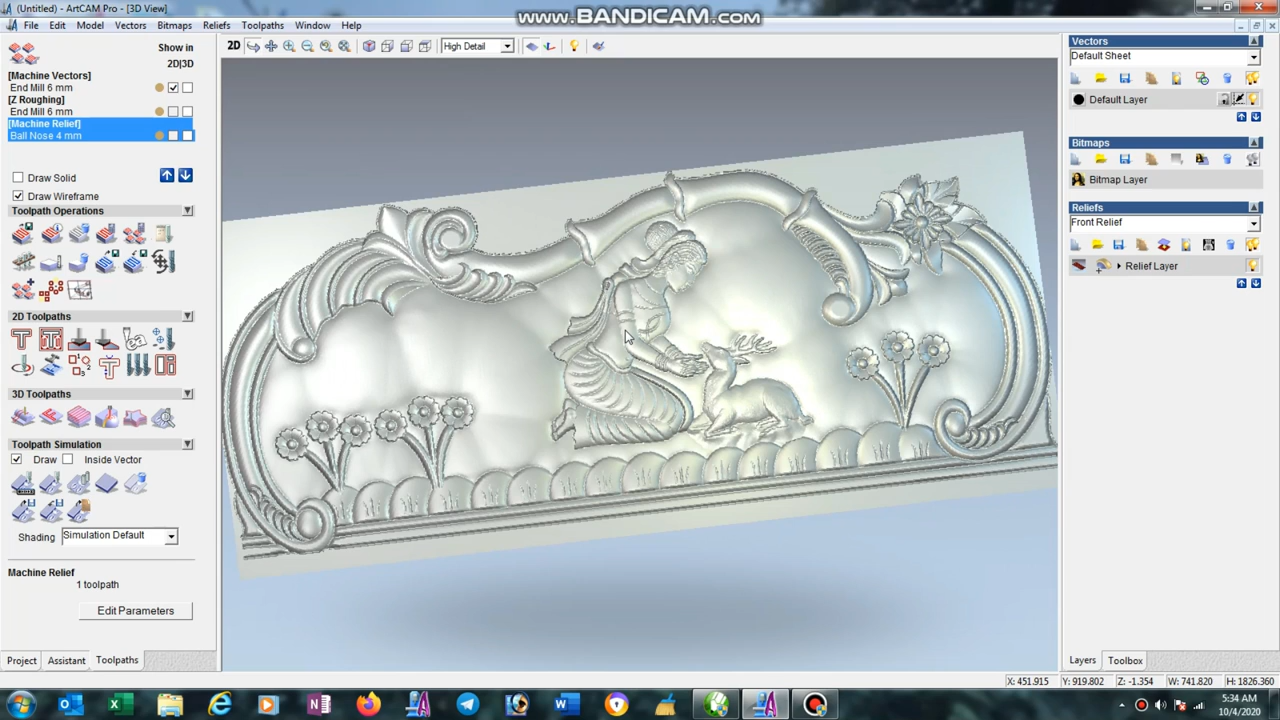 (Untitled) - ArtCAM Pro - [3D View]
www.BANDICAM.com
File Edit Model Vectors Bitmaps Reliefs Toolpaths Window Help
Show in
2D|3D
[Machine Vectors]
End Mill 6 mm
[Z Roughing]
End Mill 6 mm
[Machine Relief]
Ball Nose 4 mm
Draw Solid
Draw Wireframe
Toolpath Operations
2D Toolpaths
3D Toolpaths
Toolpath Simulation
Draw Inside Vector
Shading Simulation Default
Machine Relief
1 toolpath
Edit Parameters
Project Assistant Toolpaths
2D High Detail
Vectors
Default Sheet
Default Layer
Bitmaps
Bitmap Layer
Reliefs
Front Relief
Relief Layer
Layers Toolbox
X: 451.915 Y: 919.802 Z: -1.354 W: 741.820 H: 1826.360
5:34 AM
10/4/2020